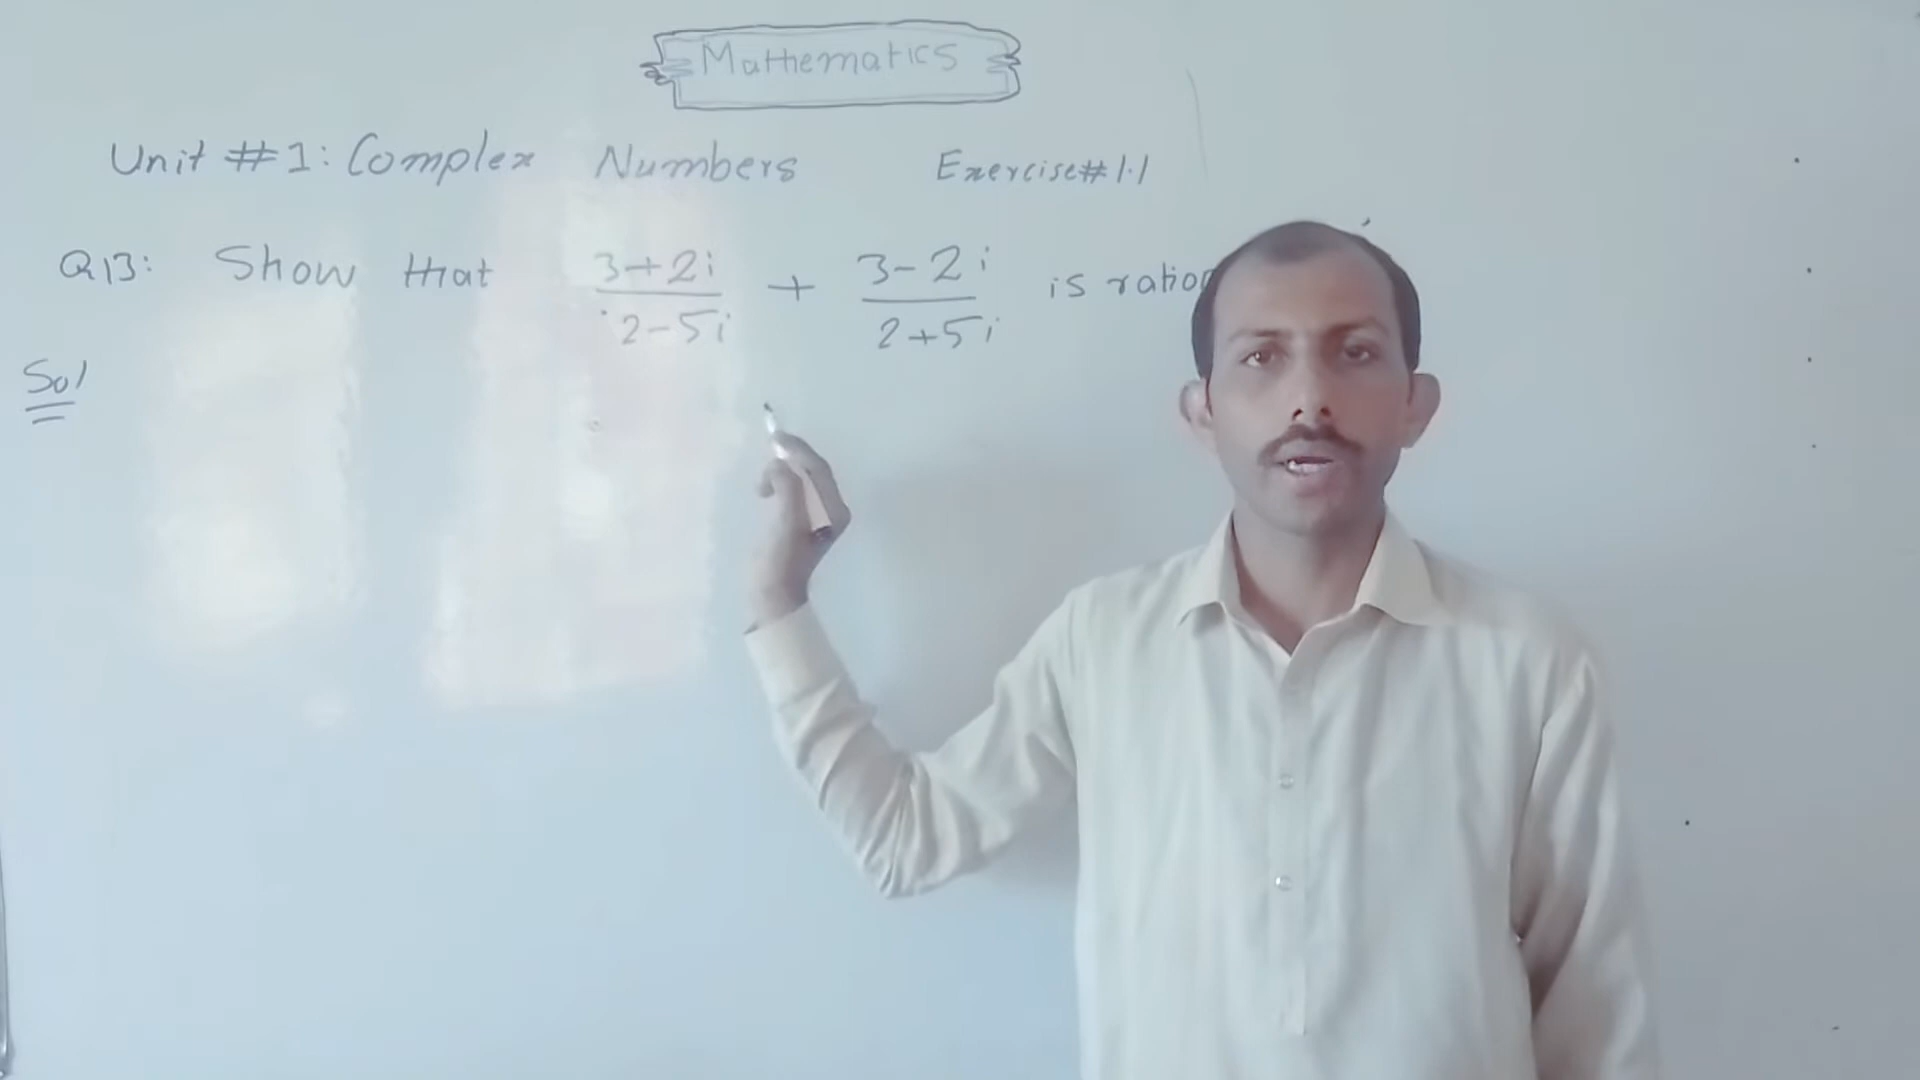 Mathematics
Unit #1: Complex Numbers Exercise#1.1
Q13: Show that 3+2i/2-5i + 3-2i/2+5i is
Sol